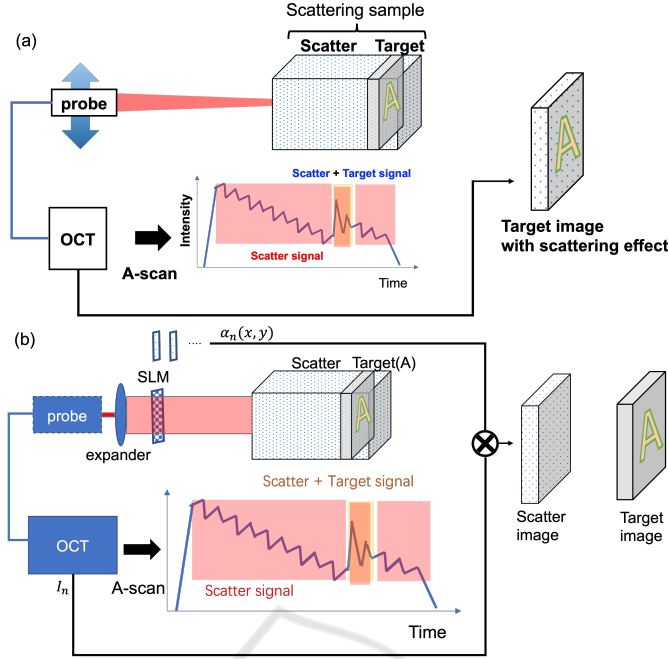 Scattering sample
(a)
Scatter Target
probe
A
Scatter + Target signal
A
Intensity
OCT
A-scan
Scatter signal
Time
Target image
with scattering effect
(b)
.... αn(x, y)
Scatter Target(A)
SLM
probe
A
expander
A
Scatter + Target signal
OCT
Scatter
image
Target
image
In
A-scan
Scatter signal
Time